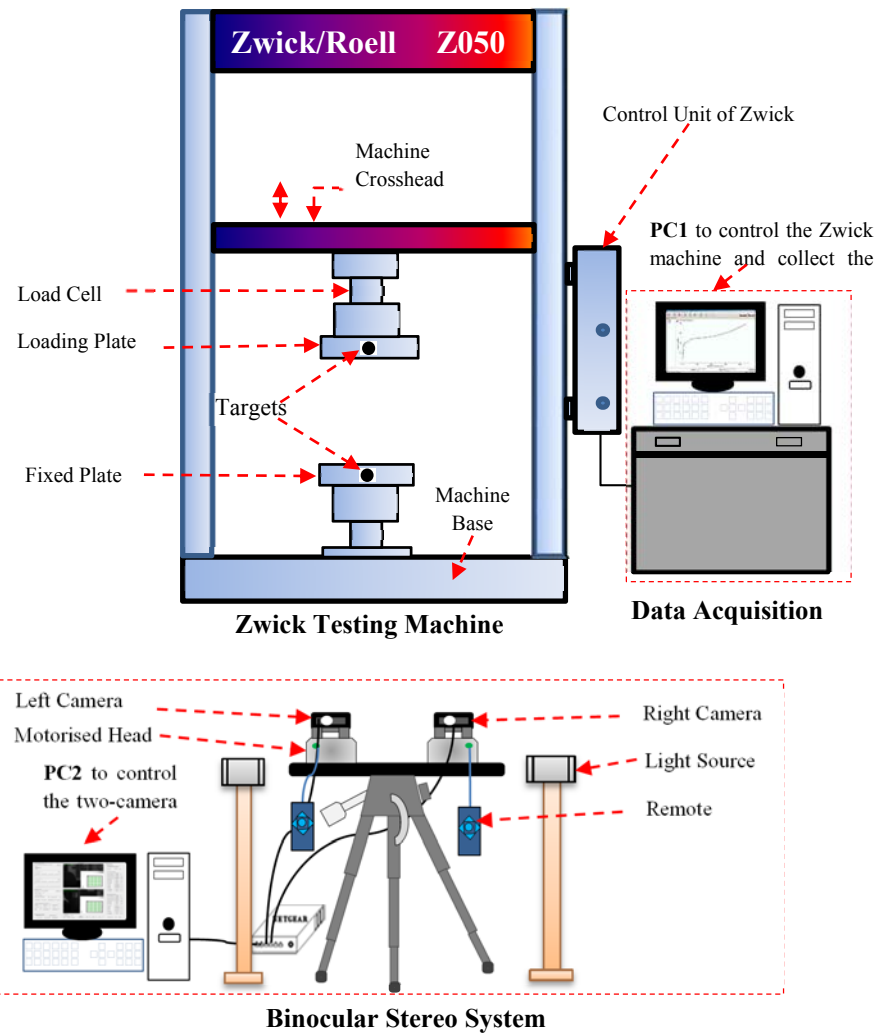 Zwick/Roell Z050
Control Unit of Zwick
Machine
Crosshead
PC1 to control the Zwick
machine and collect the
Load Cell
Loading Plate
Targets
Fixed Plate
Machine
Base
Zwick Testing Machine
Data Acquisition
Left Camera
Motorised Head
PC2 to control
the two-camera
Right Camera
Light Source
Remote
NETGEAR
Binocular Stereo System